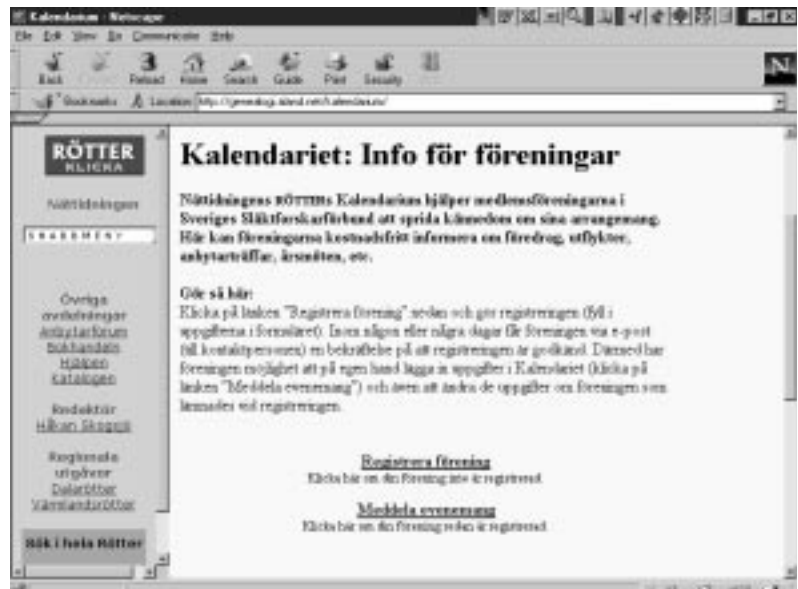 Kalendarium - Netscape
File Edit View Go Communicator Help
Back Reload Home Search Guide Print Security
N
Bookmarks Location
RÖTTER
KLICKA
Nättidningen
SNABBMENY
Övriga
avdelningar
Anbytarforum
Bokhandeln
Hjälpen
Katalogen
Redaktör
Håkan Skogsjö
Regionala
utgåvor
Dalarötter
Värmlandsrötter
Sök i hela Rötter
Kalendariet: Info för föreningar
Nättidningens RÖTTERs Kalendarium hjälper medlemsföreningarna i
Sveriges Släktforskarförbund att sprida kännedom om sina arrangemang.
Här kan föreningarna kostnadsfritt informera om föredrag, utflykter,
anbytarträffar, årsmöten, etc.
Gör så här:
Klicka på länken "Registrera förening" nedan och gör registreringen (fyll i
uppgifterna i formuläret). Inom någon eller några dagar får föreningen via e-post
(till kontaktpersonen) en bekräftelse på att registreringen är godkänd. Därmed har
föreningen möjlighet att på egen hand lägga in uppgifter i Kalendariet (klicka på
länken "Meddela evenemang") och även att ändra de uppgifter om föreningen som
lämnades vid registreringen.
Registrera förening
Klicka här om din förening inte är registrerad.
Meddela evenemang
Klicka här om din förening redan är registrerad.